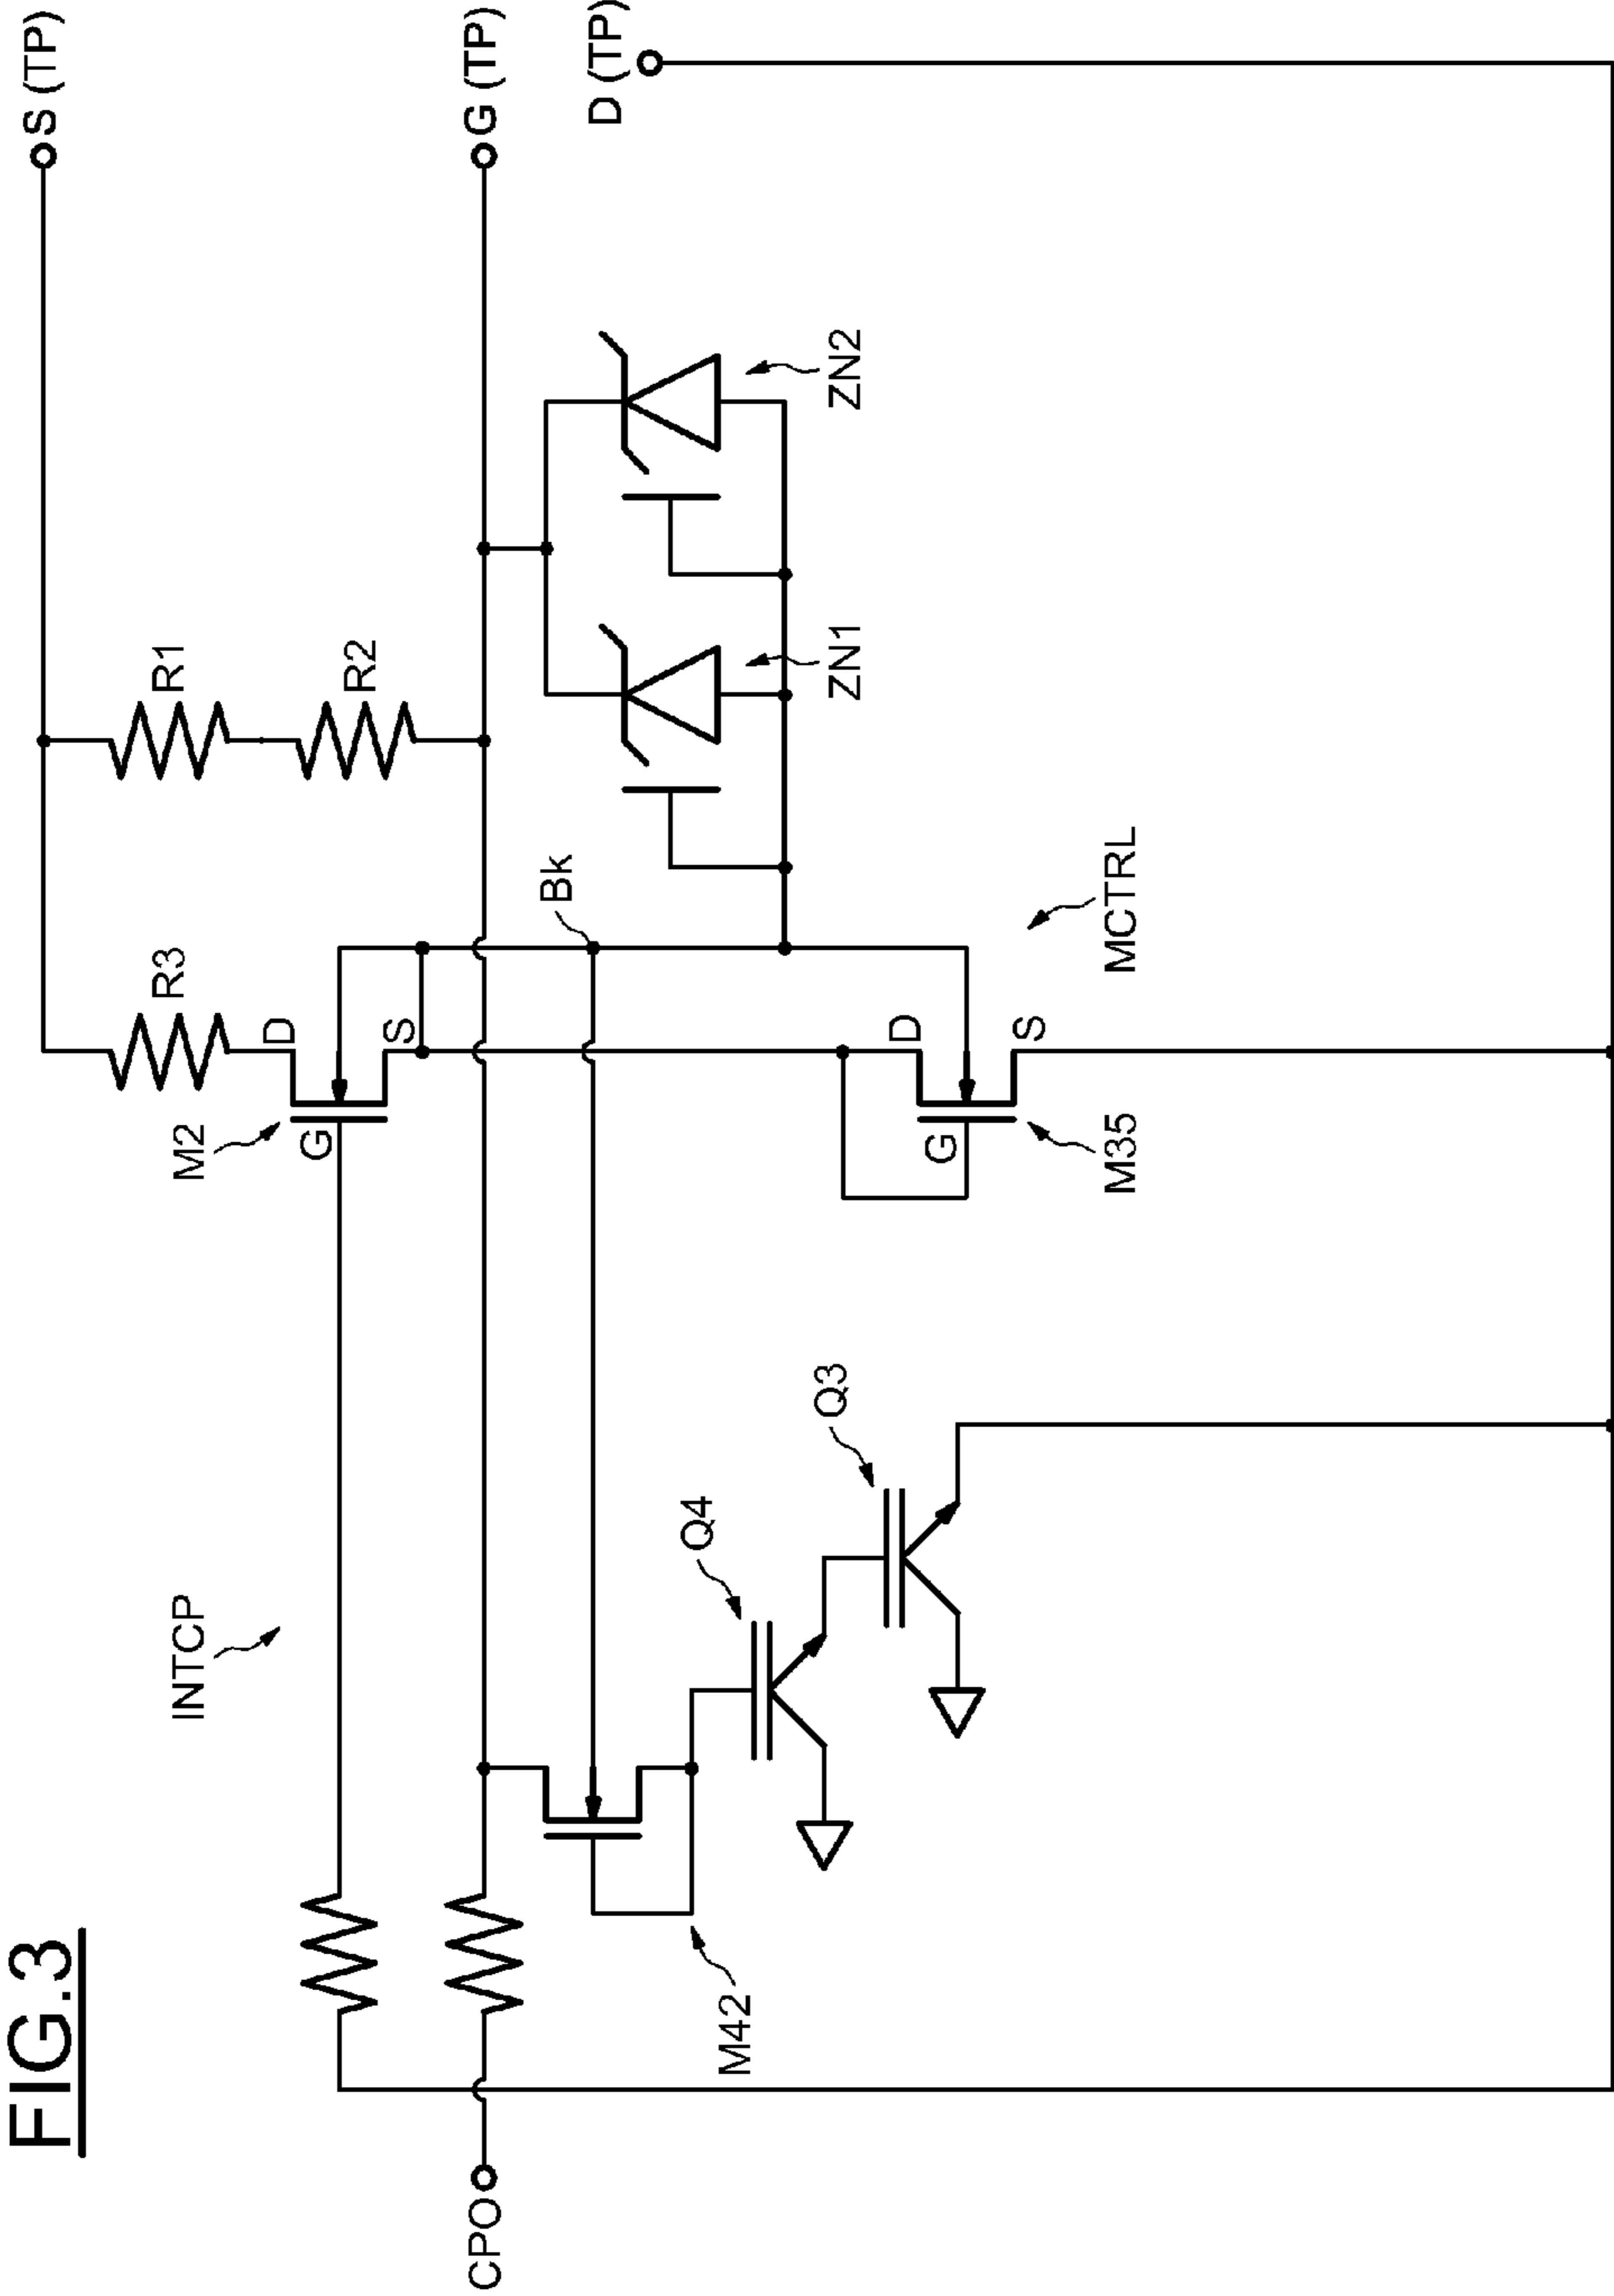 FIG.3
S (TP)
G (TP)
D (TP)
R1
R2
R3
D
S
G
M2
INTCP
Bk
ZN1
ZN2
MCTRL
D
S
G
M35
Q3
Q4
M42
CPO